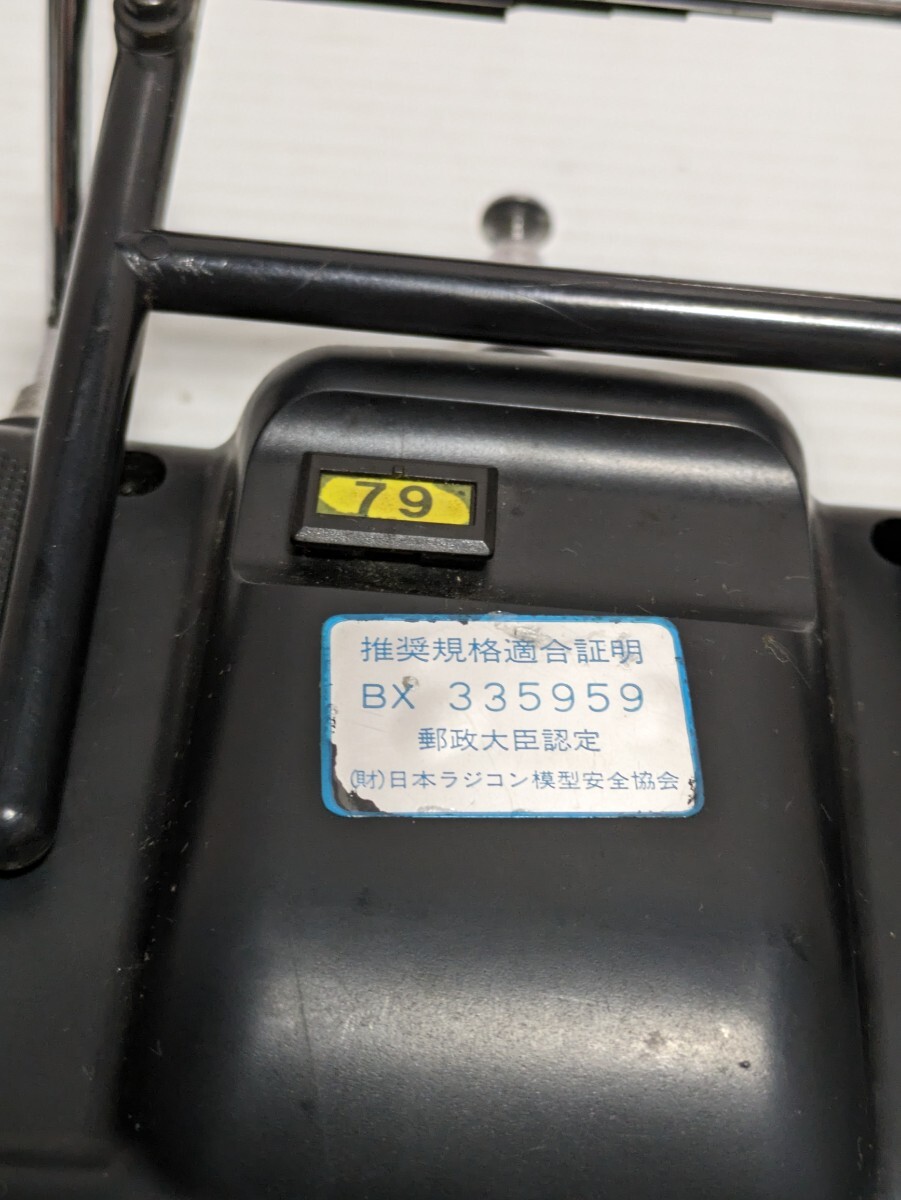 79
推奨規格適合証明
BX 335959
郵政大臣認定
(財)日本ラジコン模型安全協会